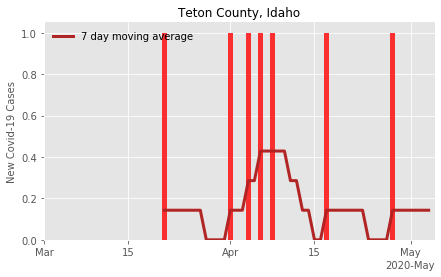 Teton County, Idaho
7 day moving average
New Covid-19 Cases
1.0
0.8
0.6
0.4
0.2
0.0
Mar 15 Apr 15 May
2020-May